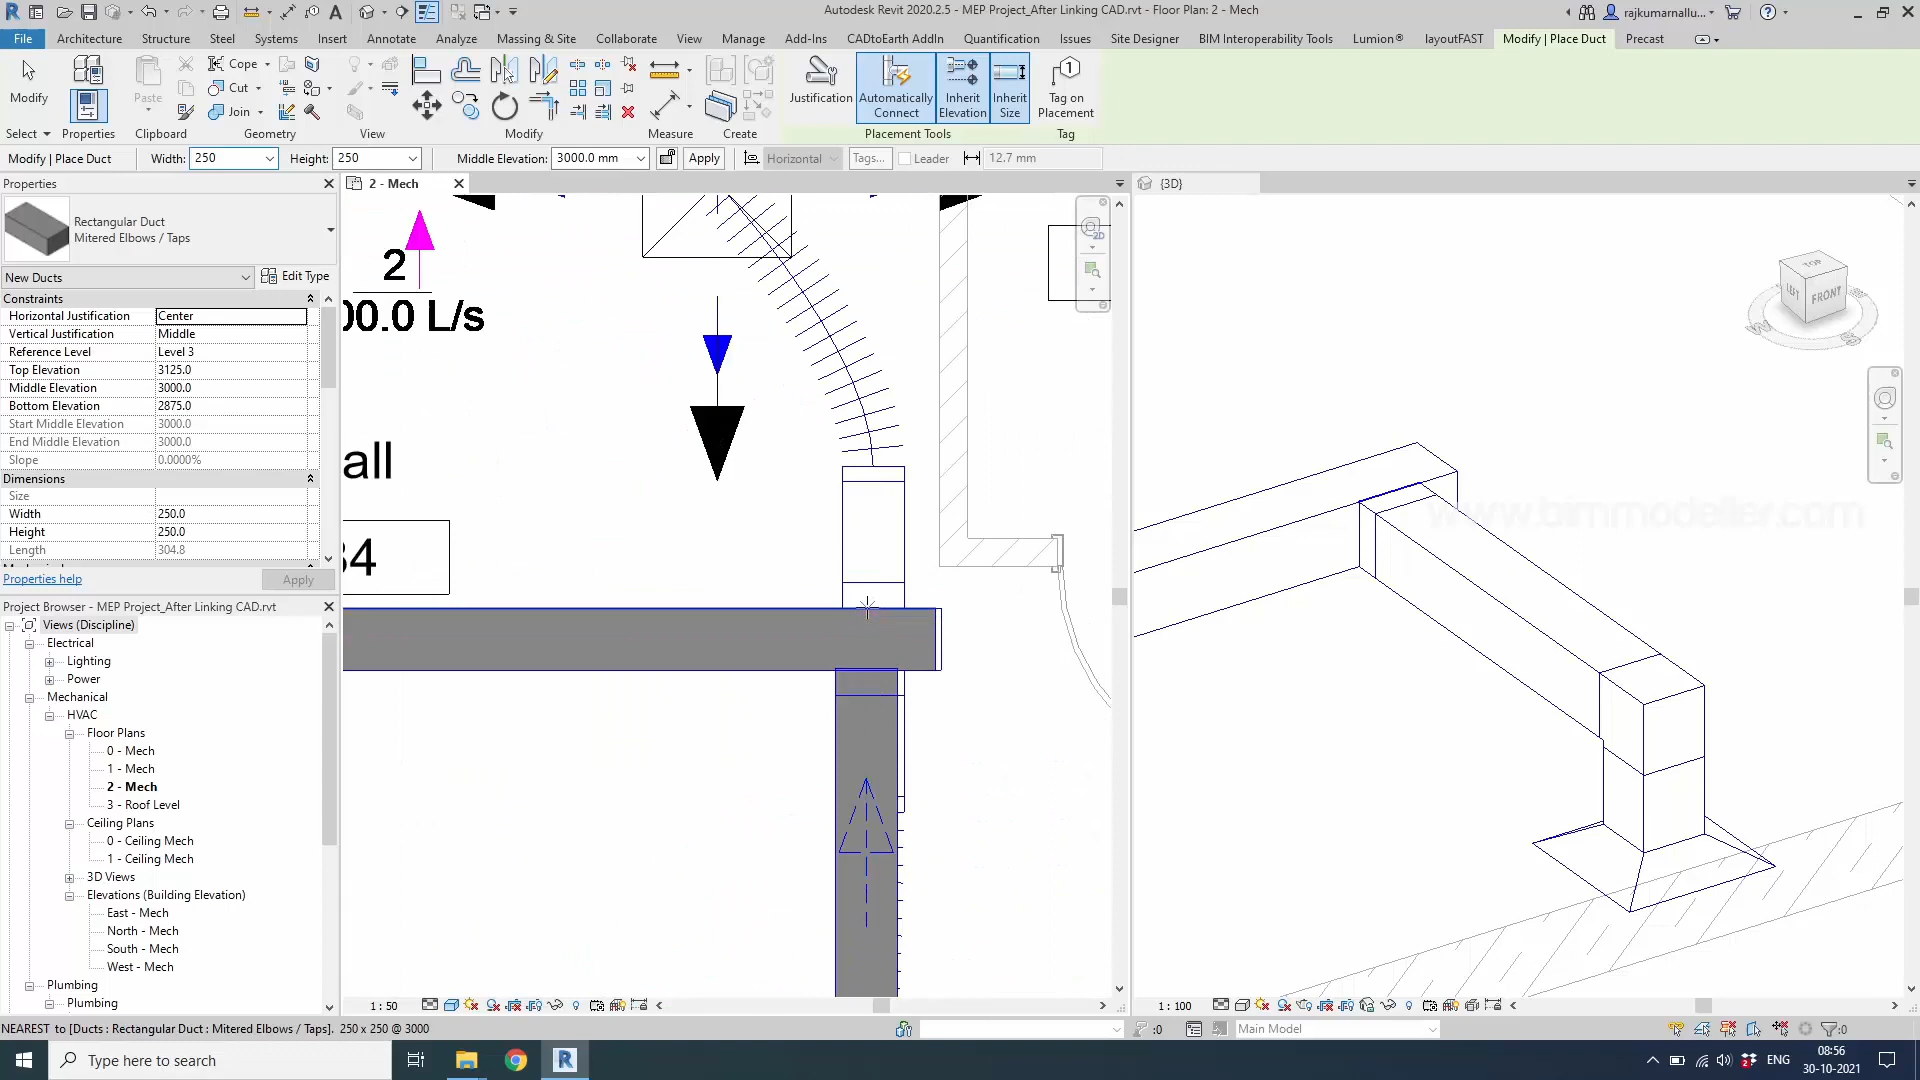 Autodesk Revit 2020.2.5 - MEP Project_After Linking CAD.rvt - Floor Plan: 2 - Mech
rajkumarnallu...
File Architecture Structure Steel Systems Insert Annotate Analyze Massing & Site Collaborate View Manage Add-Ins CADtoEarth AddIn Quantification Issues Site Designer BIM Interoperability Tools Lumion® layoutFAST Modify | Place Duct Precast
Modify
Paste
Cope
Cut
Join
Justification
Automatically Connect
Inherit Elevation
Inherit Size
Tag on Placement
Select Properties Clipboard Geometry View Modify Measure Create Placement Tools Tag
Modify | Place Duct Width: 250 Height: 250 Middle Elevation: 3000.0 mm Apply Horizontal Tags... Leader 12.7 mm
Properties
2 - Mech
{3D}
Rectangular Duct
Mitered Elbows / Taps
New Ducts Edit Type
Constraints
Horizontal Justification Center
Vertical Justification Middle
Reference Level Level 3
Top Elevation 3125.0
Middle Elevation 3000.0
Bottom Elevation 2875.0
Start Middle Elevation 3000.0
End Middle Elevation 3000.0
Slope 0.0000%
Dimensions
Size
Width 250.0
Height 250.0
Length 304.8
Properties help Apply
Project Browser - MEP Project_After Linking CAD.rvt
Views (Discipline)
Electrical
Lighting
Power
Mechanical
HVAC
Floor Plans
0 - Mech
1 - Mech
2 - Mech
3 - Roof Level
Ceiling Plans
0 - Ceiling Mech
1 - Ceiling Mech
3D Views
Elevations (Building Elevation)
East - Mech
North - Mech
South - Mech
West - Mech
Plumbing
Plumbing
2
00.0 L/s
all
34
2D
TOP
LEFT
FRONT
W
S
www.bimmodeller.com
1 : 50
1 : 100
NEAREST to [Ducts : Rectangular Duct : Mitered Elbows / Taps]. 250 x 250 @ 3000
:0
Main Model
:0
Type here to search
ENG
08:56
30-10-2021